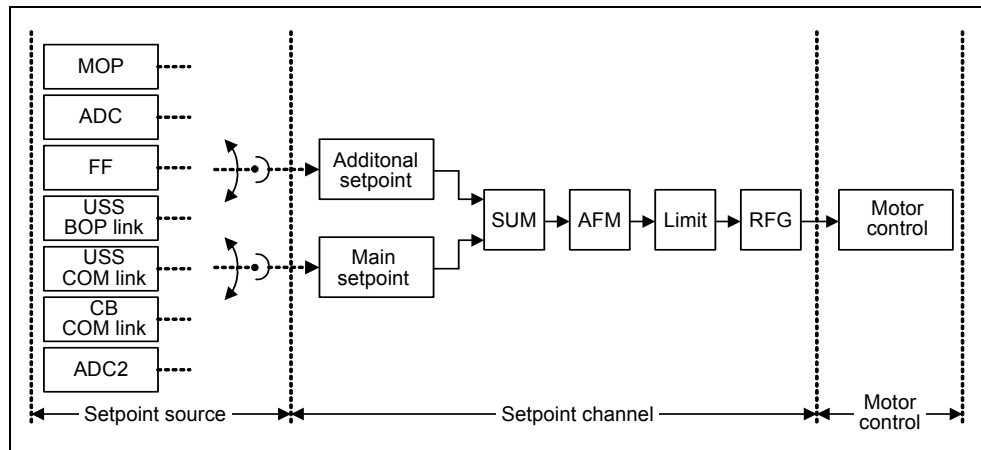 MOP
ADC
FF
USS
BOP link
USS
COM link
CB
COM link
ADC2
Additonal
setpoint
Main
setpoint
SUM
AFM
Limit
RFG
Motor
control
Setpoint source
Setpoint channel
Motor
control